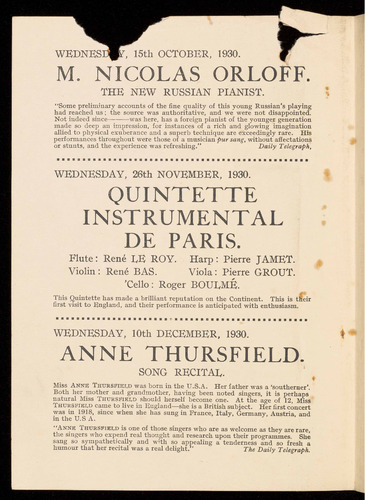 WEDNESDAY, 15th OCTOBER, 1930.
M. NICOLAS ORLOFF.
THE NEW RUSSIAN PIANIST.
"Some preliminary accounts of the fine quality of this young Russian's playing
had reached us; the source was authoritative, and we were not disappointed.
Not indeed since———was here, has a foreign pianist of the younger generation
made so deep an impression, for instances of a rich and glowing imagination
allied to physical exuberance and a superb technique are exceedingly rare. His
performances throughout were those of a musician pur sang, without affectations
or stunts, and the experience was refreshing." Daily Telegraph.
WEDNESDAY, 26th NOVEMBER, 1930.
QUINTETTE
INSTRUMENTAL
DE PARIS.
Flute: René LE ROY. Harp: Pierre JAMET.
Violin: René BAS. Viola: Pierre GROUT.
'Cello: Roger BOULMÉ.
This Quintette has made a brilliant reputation on the Continent. This is their
first visit to England, and their performance is anticipated with enthusiasm.
WEDNESDAY, 10th DECEMBER, 1930.
ANNE THURSFIELD.
SONG RECITAL.
Miss ANNE THURSFIELD was born in the U.S.A. Her father was a 'southerner'.
Both her mother and grandmother, having been noted singers, it is perhaps
natural Miss THURSFIELD should herself become one. At the age of 12, Miss
THURSFIELD came to live in England—she is a British subject. Her first concert
was in 1918, since when she has sung in France, Italy, Germany, Austria, and
in the U S A.
"ANNE THURSFIELD is one of those singers who are as welcome as they are rare,
the singers who expend real thought and research upon their programmes. She
sang so sympathetically and with so appealing a tenderness and so fresh a
humour that her recital was a real delight." The Daily Telegraph.